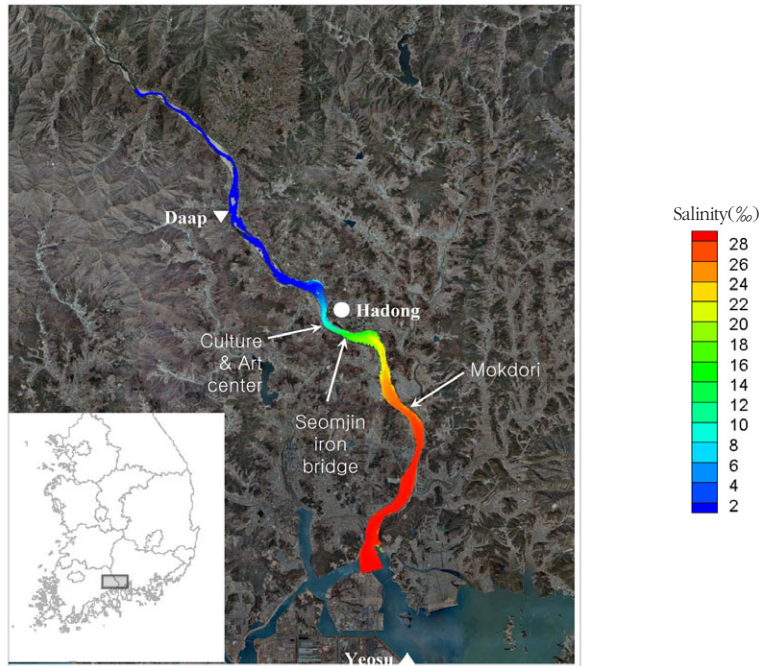 Salinity(‰)
28
26
24
22
20
18
16
14
12
10
8
6
4
2
Daap
Hadong
Culture
& Art
center
Seomjin
iron
bridge
Mokdori
Yeosu